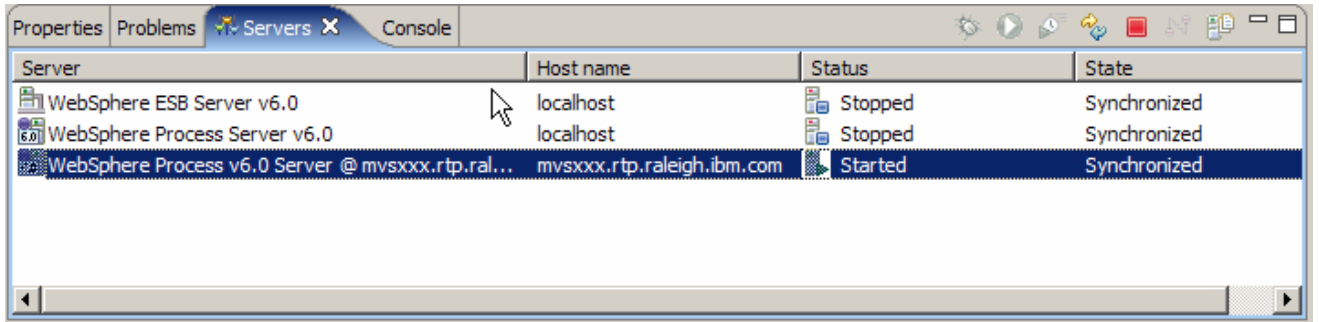 Properties Problems Servers Console
Server Host name Status State
WebSphere ESB Server v6.0 localhost Stopped Synchronized
6.0 WebSphere Process Server v6.0 localhost Stopped Synchronized
WebSphere Process v6.0 Server @ mvsxxx.rtp.ral... mvsxxx.rtp.raleigh.ibm.com Started Synchronized